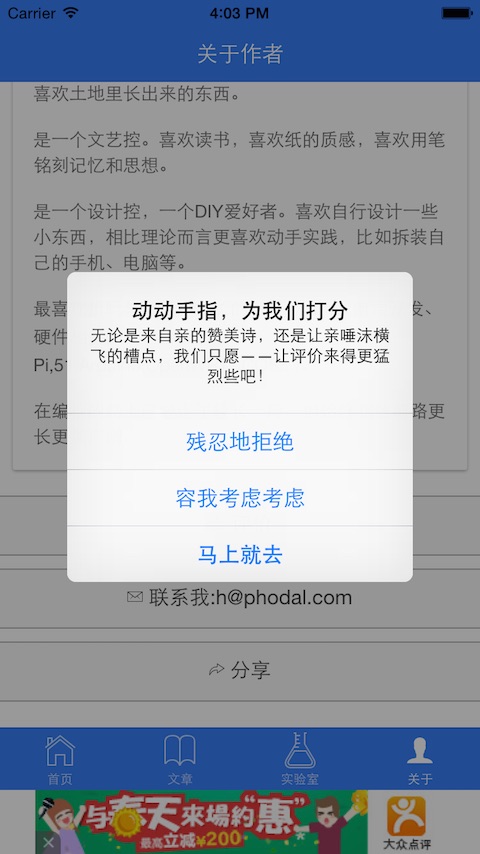 Carrier 4:03 PM
关于作者
喜欢土地里长出来的东西。
是一个文艺控。喜欢读书，喜欢纸的质感，喜欢用笔
铭刻记忆和思想。
是一个设计控，一个DIY爱好者。喜欢自行设计一些
小东西，相比理论而言更喜欢动手实践，比如拆装自
己的手机、电脑等。
最喜 发、
硬件
Pi,51
在编 路更
长更
动动手指，为我们打分
无论是来自亲的赞美诗，还是让亲唾沫横
飞的槽点，我们只愿——让评价来得更猛
烈些吧！
残忍地拒绝
容我考虑考虑
马上就去
联系我:h@phodal.com
分享
首页 文章 实验室 关于
与春天來場約“惠”
最高立减¥200
大众点评